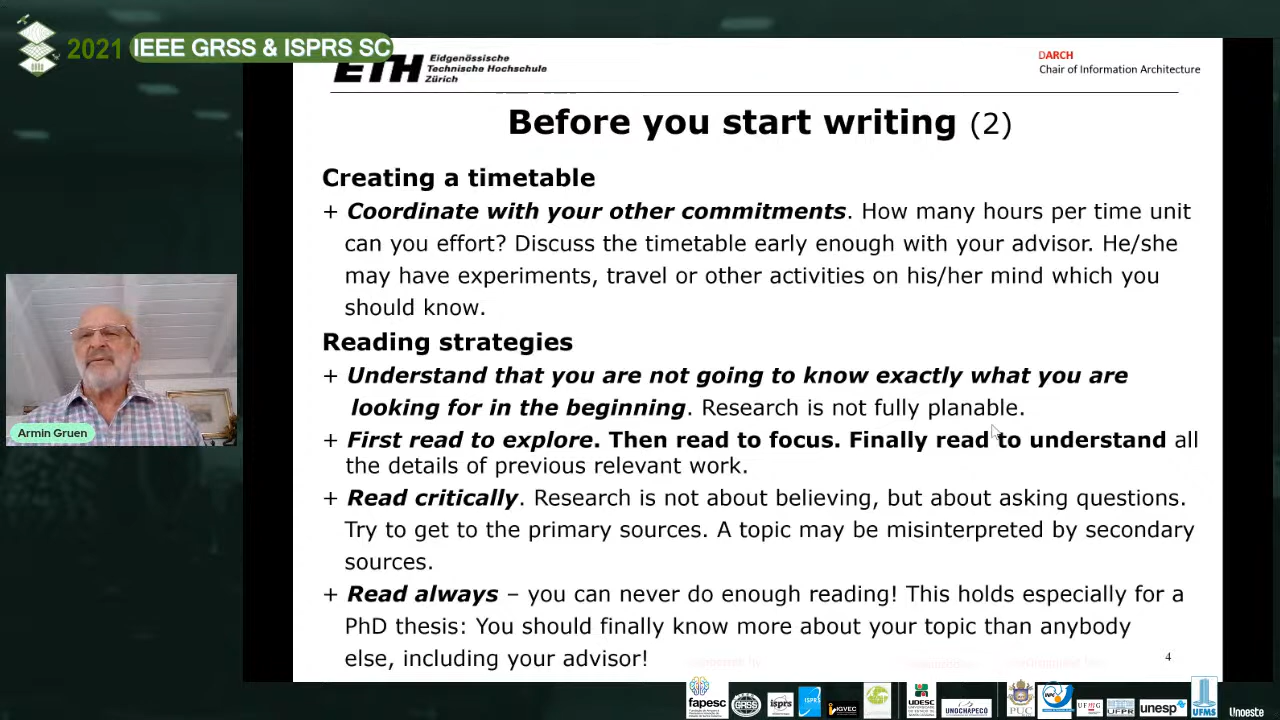 2021 IEEE GRSS & ISPRS SC
ETH Eidgenössische
Technische Hochschule
Zürich
DARCH
Chair of Information Architecture
Before you start writing (2)
Creating a timetable
+ Coordinate with your other commitments. How many hours per time unit
can you effort? Discuss the timetable early enough with your advisor. He/she
may have experiments, travel or other activities on his/her mind which you
should know.
Reading strategies
+ Understand that you are not going to know exactly what you are
looking for in the beginning. Research is not fully planable.
+ First read to explore. Then read to focus. Finally read to understand all
the details of previous relevant work.
+ Read critically. Research is not about believing, but about asking questions.
Try to get to the primary sources. A topic may be misinterpreted by secondary
sources.
+ Read always – you can never do enough reading! This holds especially for a
PhD thesis: You should finally know more about your topic than anybody
else, including your advisor!
4
Armin Gruen
fapesc GRSS isprs ISPRS IGVEC UDESC UNOCHAPECÓ PUC UFMG UFPR unesp UFMS Unoeste